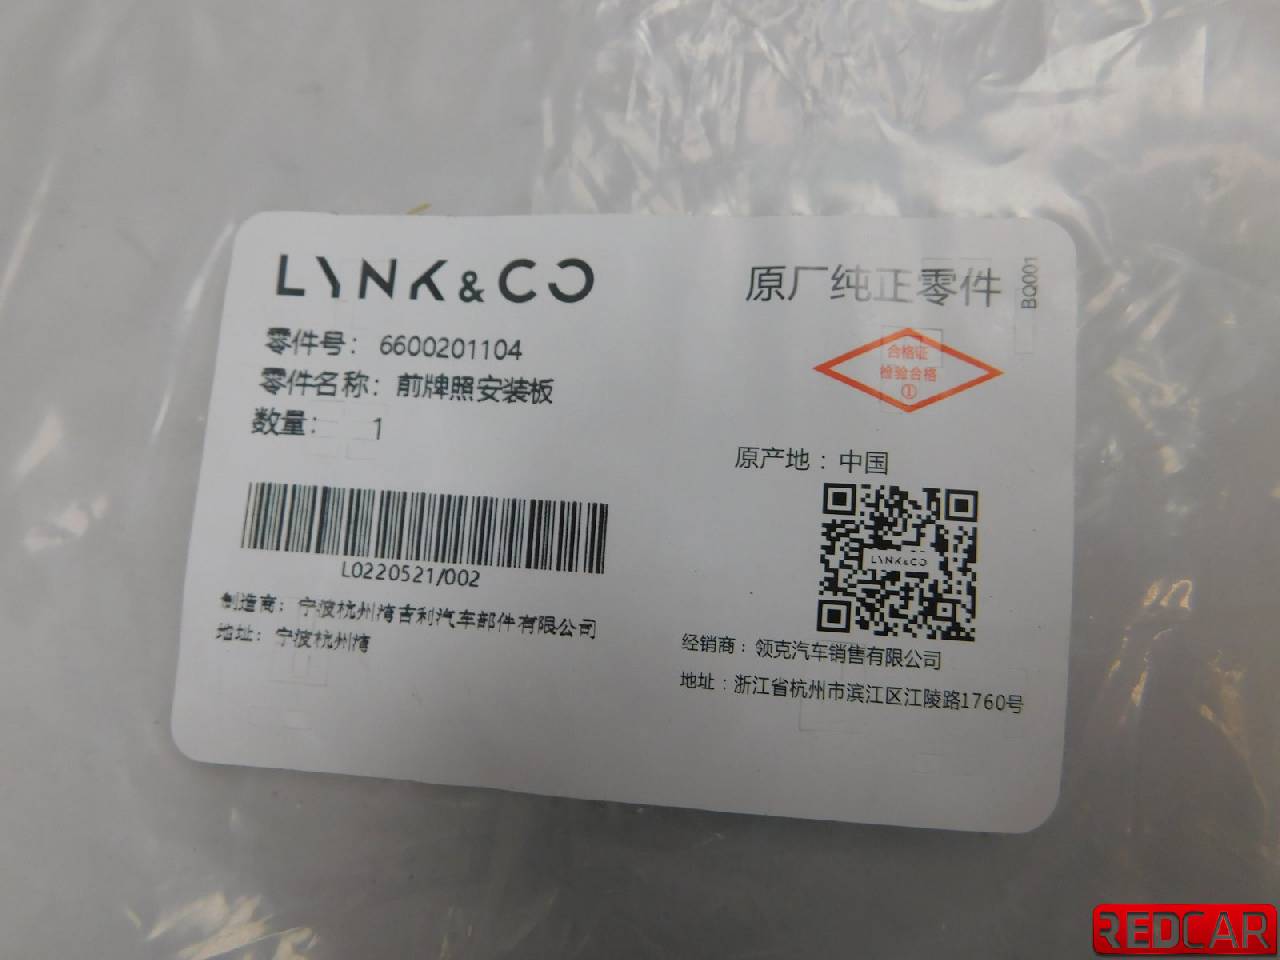 LYNK&CO
零件号： 6600201104
零件名称：前牌照安装板
数量： 1
L0220521/002
制造商：宁波杭州湾吉利汽车部件有限公司
地址：宁波杭州湾
原厂纯正零件
BQ001
合格证
检验合格
①
原产地：中国
LYNK&CO
经销商：领克汽车销售有限公司
地址：浙江省杭州市滨江区江陵路1760号
REDCAR